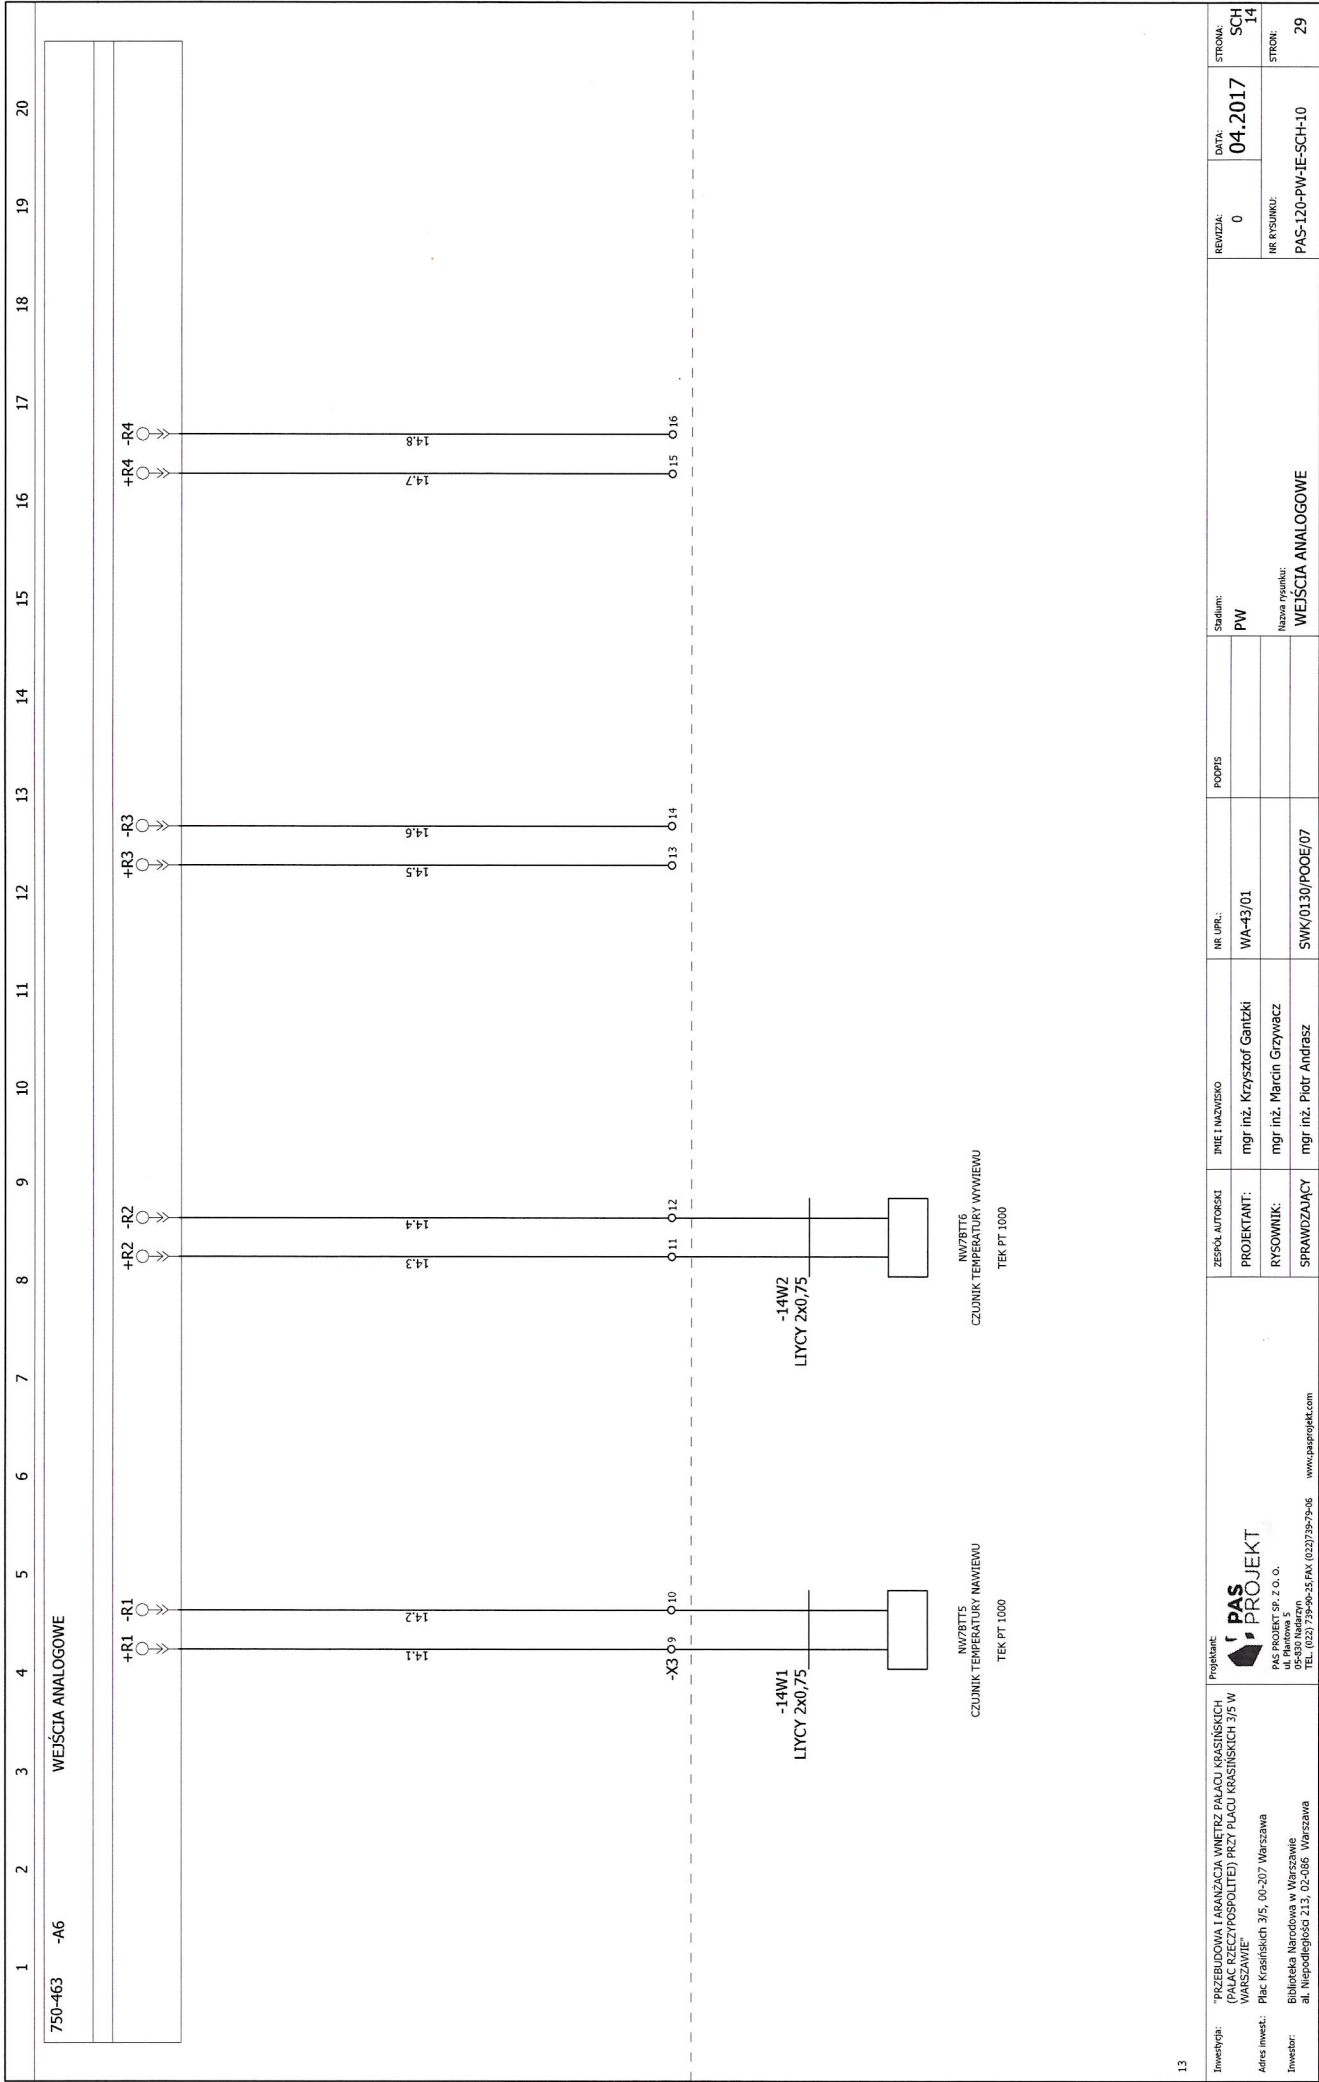 1 2 3 4 5 6 7 8 9 10 11 12 13 14 15 16 17 18 19 20
750-463 -A6 WEJŚCIA ANALOGOWE
+R1 -R1 +R2 -R2 +R3 -R3 +R4 -R4
14.1 14.2 14.3 14.4 14.5 14.6 14.7 14.8
-X3 9 10 11 12 13 14 15 16
-14W1
LIYCY 2x0,75
-14W2
LIYCY 2x0,75
NW7BTT5
CZUJNIK TEMPERATURY NAWIEWU
TEK PT 1000
NW7BTT6
CZUJNIK TEMPERATURY WYWIEWU
TEK PT 1000
13
Inwestycja: "PRZEBUDOWA I ARANŻACJA WNĘTRZ PAŁACU KRASIŃSKICH
(PAŁAC RZECZYPOSPOLITEJ) PRZY PLACU KRASIŃSKICH 3/5 W
WARSZAWIE"
Adres inwest.: Plac Krasińskich 3/5, 00-207 Warszawa
Inwestor: Biblioteka Narodowa w Warszawie
al. Niepodległości 213, 02-086 Warszawa
Projektant:
PAS
PROJEKT
PAS PROJEKT SP. Z O. O.
ul. Plantowa 5
05-830 Nadarzyn
TEL. (022) 739-90-25,FAX (022)739-79-06 www.pasprojekt.com
ZESPÓŁ AUTORSKI IMIĘ I NAZWISKO NR UPR.: PODPIS
PROJEKTANT: mgr inż. Krzysztof Gantzki WA-43/01
RYSOWNIK: mgr inż. Marcin Grzywacz
SPRAWDZAJĄCY mgr inż. Piotr Andrasz SWK/0130/POOE/07
Stadium:
PW
Nazwa rysunku:
WEJŚCIA ANALOGOWE
REWIZJA:
0
DATA:
04.2017
STRONA:
SCH
14
NR RYSUNKU:
PAS-120-PW-IE-SCH-10
STRON:
29